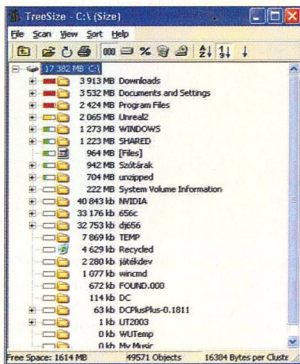 TreeSize - C:\ (Size)
File Scan View Sort Help
17 382 MB C:\
3 913 MB Downloads
3 532 MB Documents and Settings
2 424 MB Program Files
2 065 MB Unreal2
1 273 MB WINDOWS
1 223 MB SHARED
964 MB [Files]
942 MB Szótárak
704 MB unzipped
222 MB System Volume Information
40 843 kb NVIDIA
33 176 kb 656c
32 753 kb dj656
7 869 kb TEMP
4 629 kb Recycled
2 280 kb játékdev
1 077 kb wincmd
672 kb FOUND.000
114 kb DC
63 kb DCPlusPlus-0.1811
1 kb UT2003
0 kb WUTemp
0 kb My Music
Free Space: 1614 MB 49571 Objects 16384 Bytes per Cluste